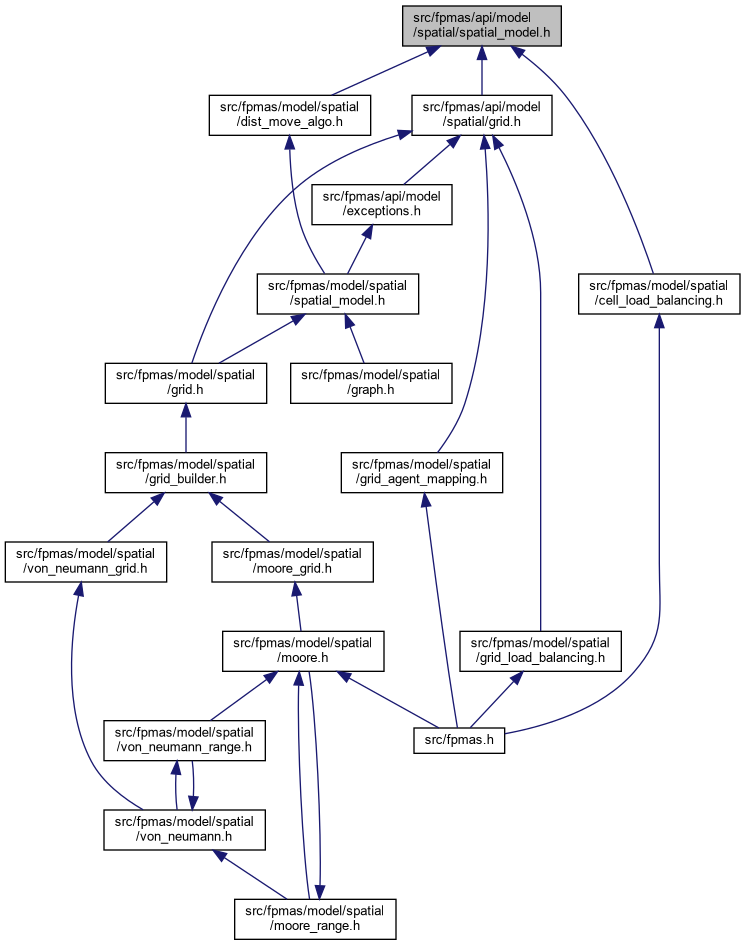 src/fpmas/api/model
/spatial/spatial_model.h
src/fpmas/model/spatial
/dist_move_algo.h
src/fpmas/api/model
/spatial/grid.h
src/fpmas/api/model
/exceptions.h
src/fpmas/model/spatial
/spatial_model.h
src/fpmas/model/spatial
/cell_load_balancing.h
src/fpmas/model/spatial
/grid.h
src/fpmas/model/spatial
/graph.h
src/fpmas/model/spatial
/grid_builder.h
src/fpmas/model/spatial
/grid_agent_mapping.h
src/fpmas/model/spatial
/von_neumann_grid.h
src/fpmas/model/spatial
/moore_grid.h
src/fpmas/model/spatial
/moore.h
src/fpmas/model/spatial
/grid_load_balancing.h
src/fpmas/model/spatial
/von_neumann_range.h
src/fpmas.h
src/fpmas/model/spatial
/von_neumann.h
src/fpmas/model/spatial
/moore_range.h